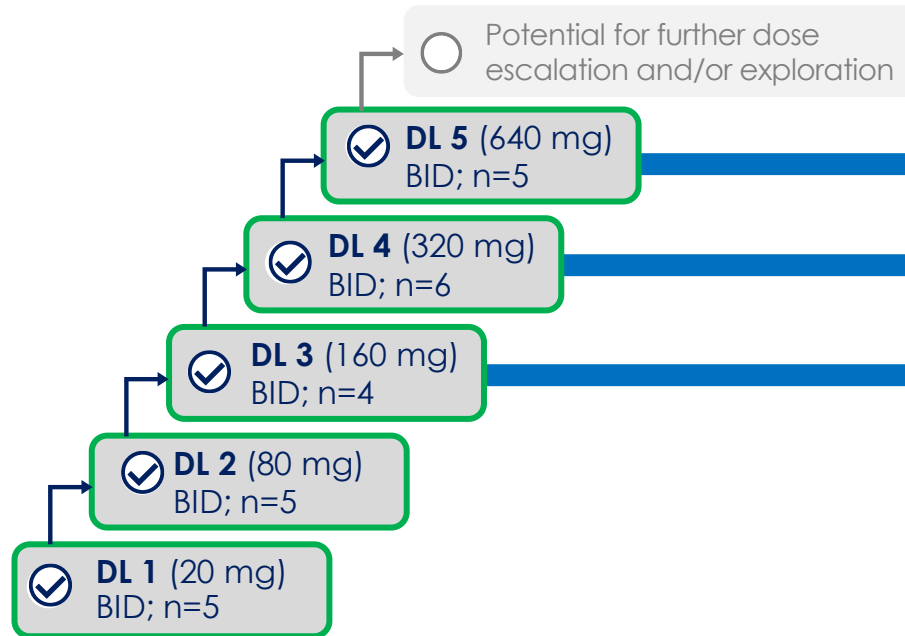 Potential for further dose
escalation and/or exploration
DL 5 (640 mg)
BID; n=5
DL 4 (320 mg)
BID; n=6
DL 3 (160 mg)
BID; n=4
DL 2 (80 mg)
BID; n=5
DL 1 (20 mg)
BID; n=5